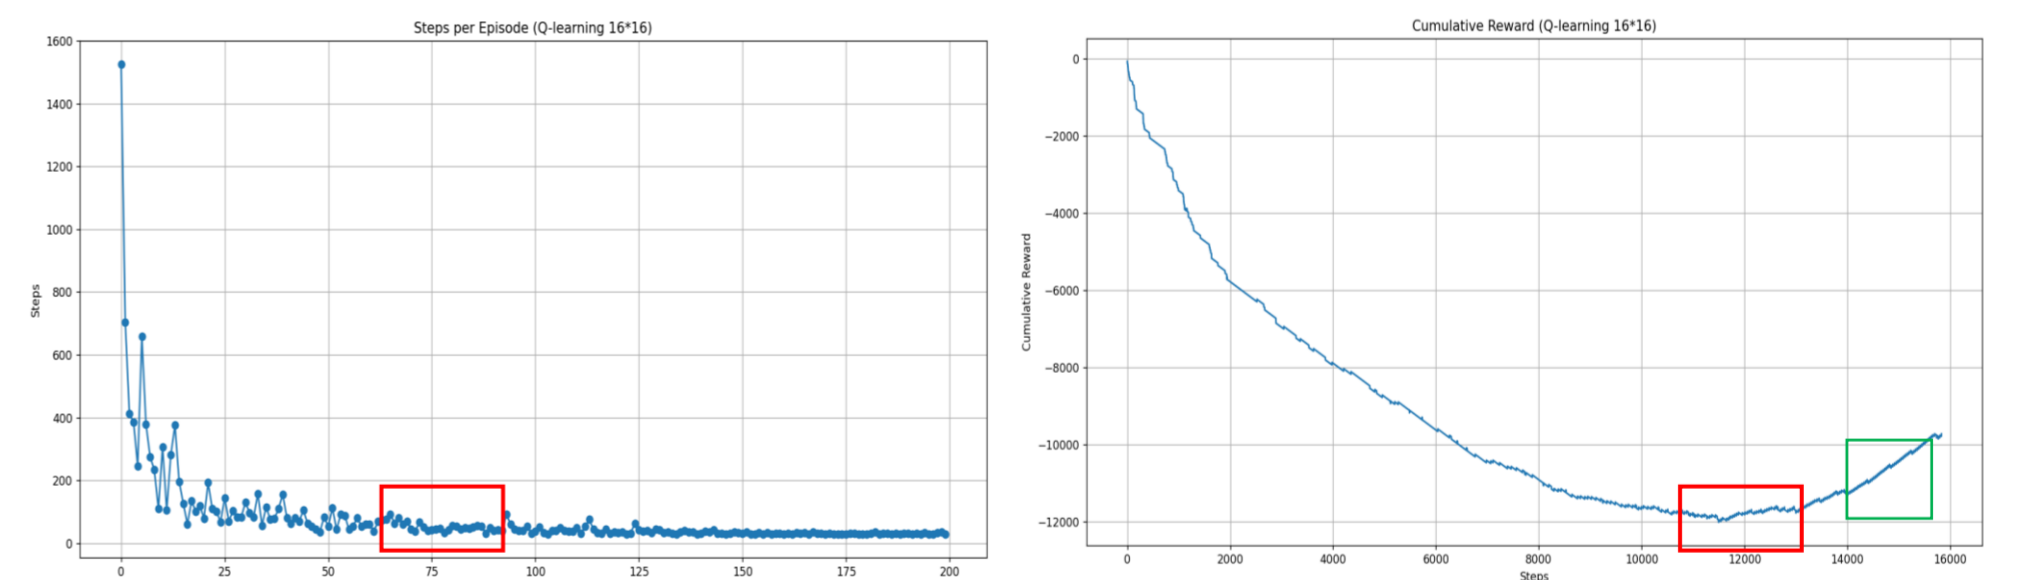 Steps per Episode (Q-learning 16*16)
1600
1400
1200
1000
800
600
400
200
0
Steps
0 25 50 75 100 125 150 175 200
Cumulative Reward (Q-learning 16*16)
0
−2000
−4000
−6000
−8000
−10000
−12000
Cumulative Reward
0 2000 4000 6000 8000 10000 12000 14000 16000
Steps